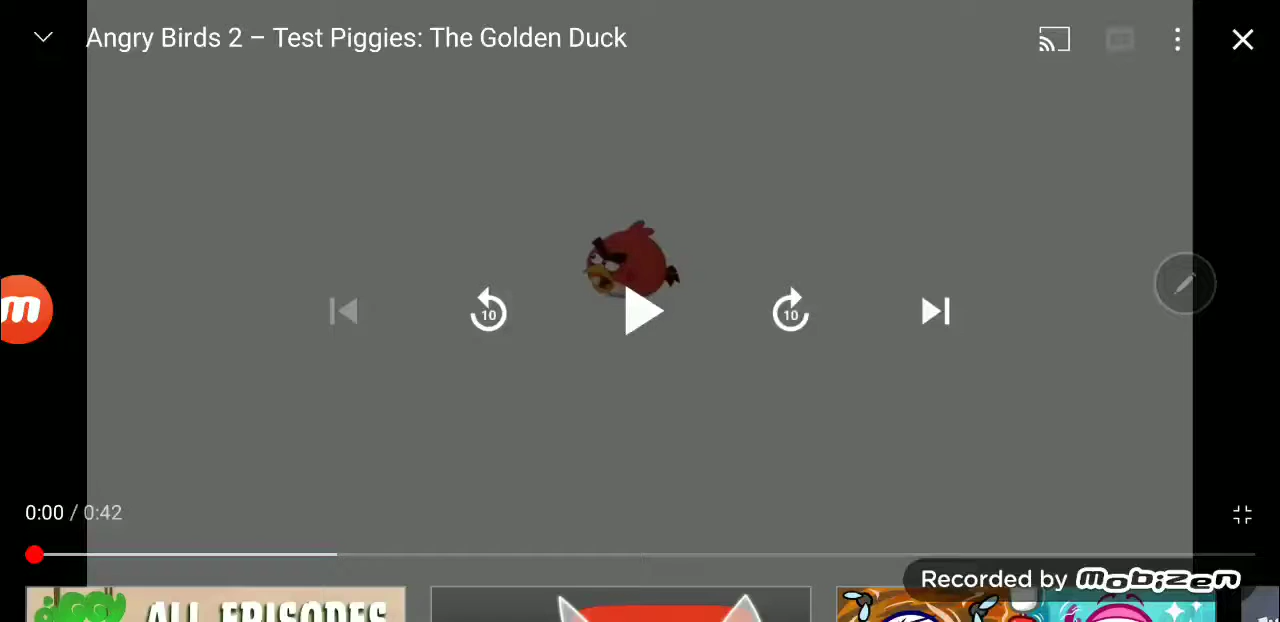 Angry Birds 2 – Test Piggies: The Golden Duck
m
10
10
0:00 / 0:42
Recorded by mobizen
ALL EPISODES